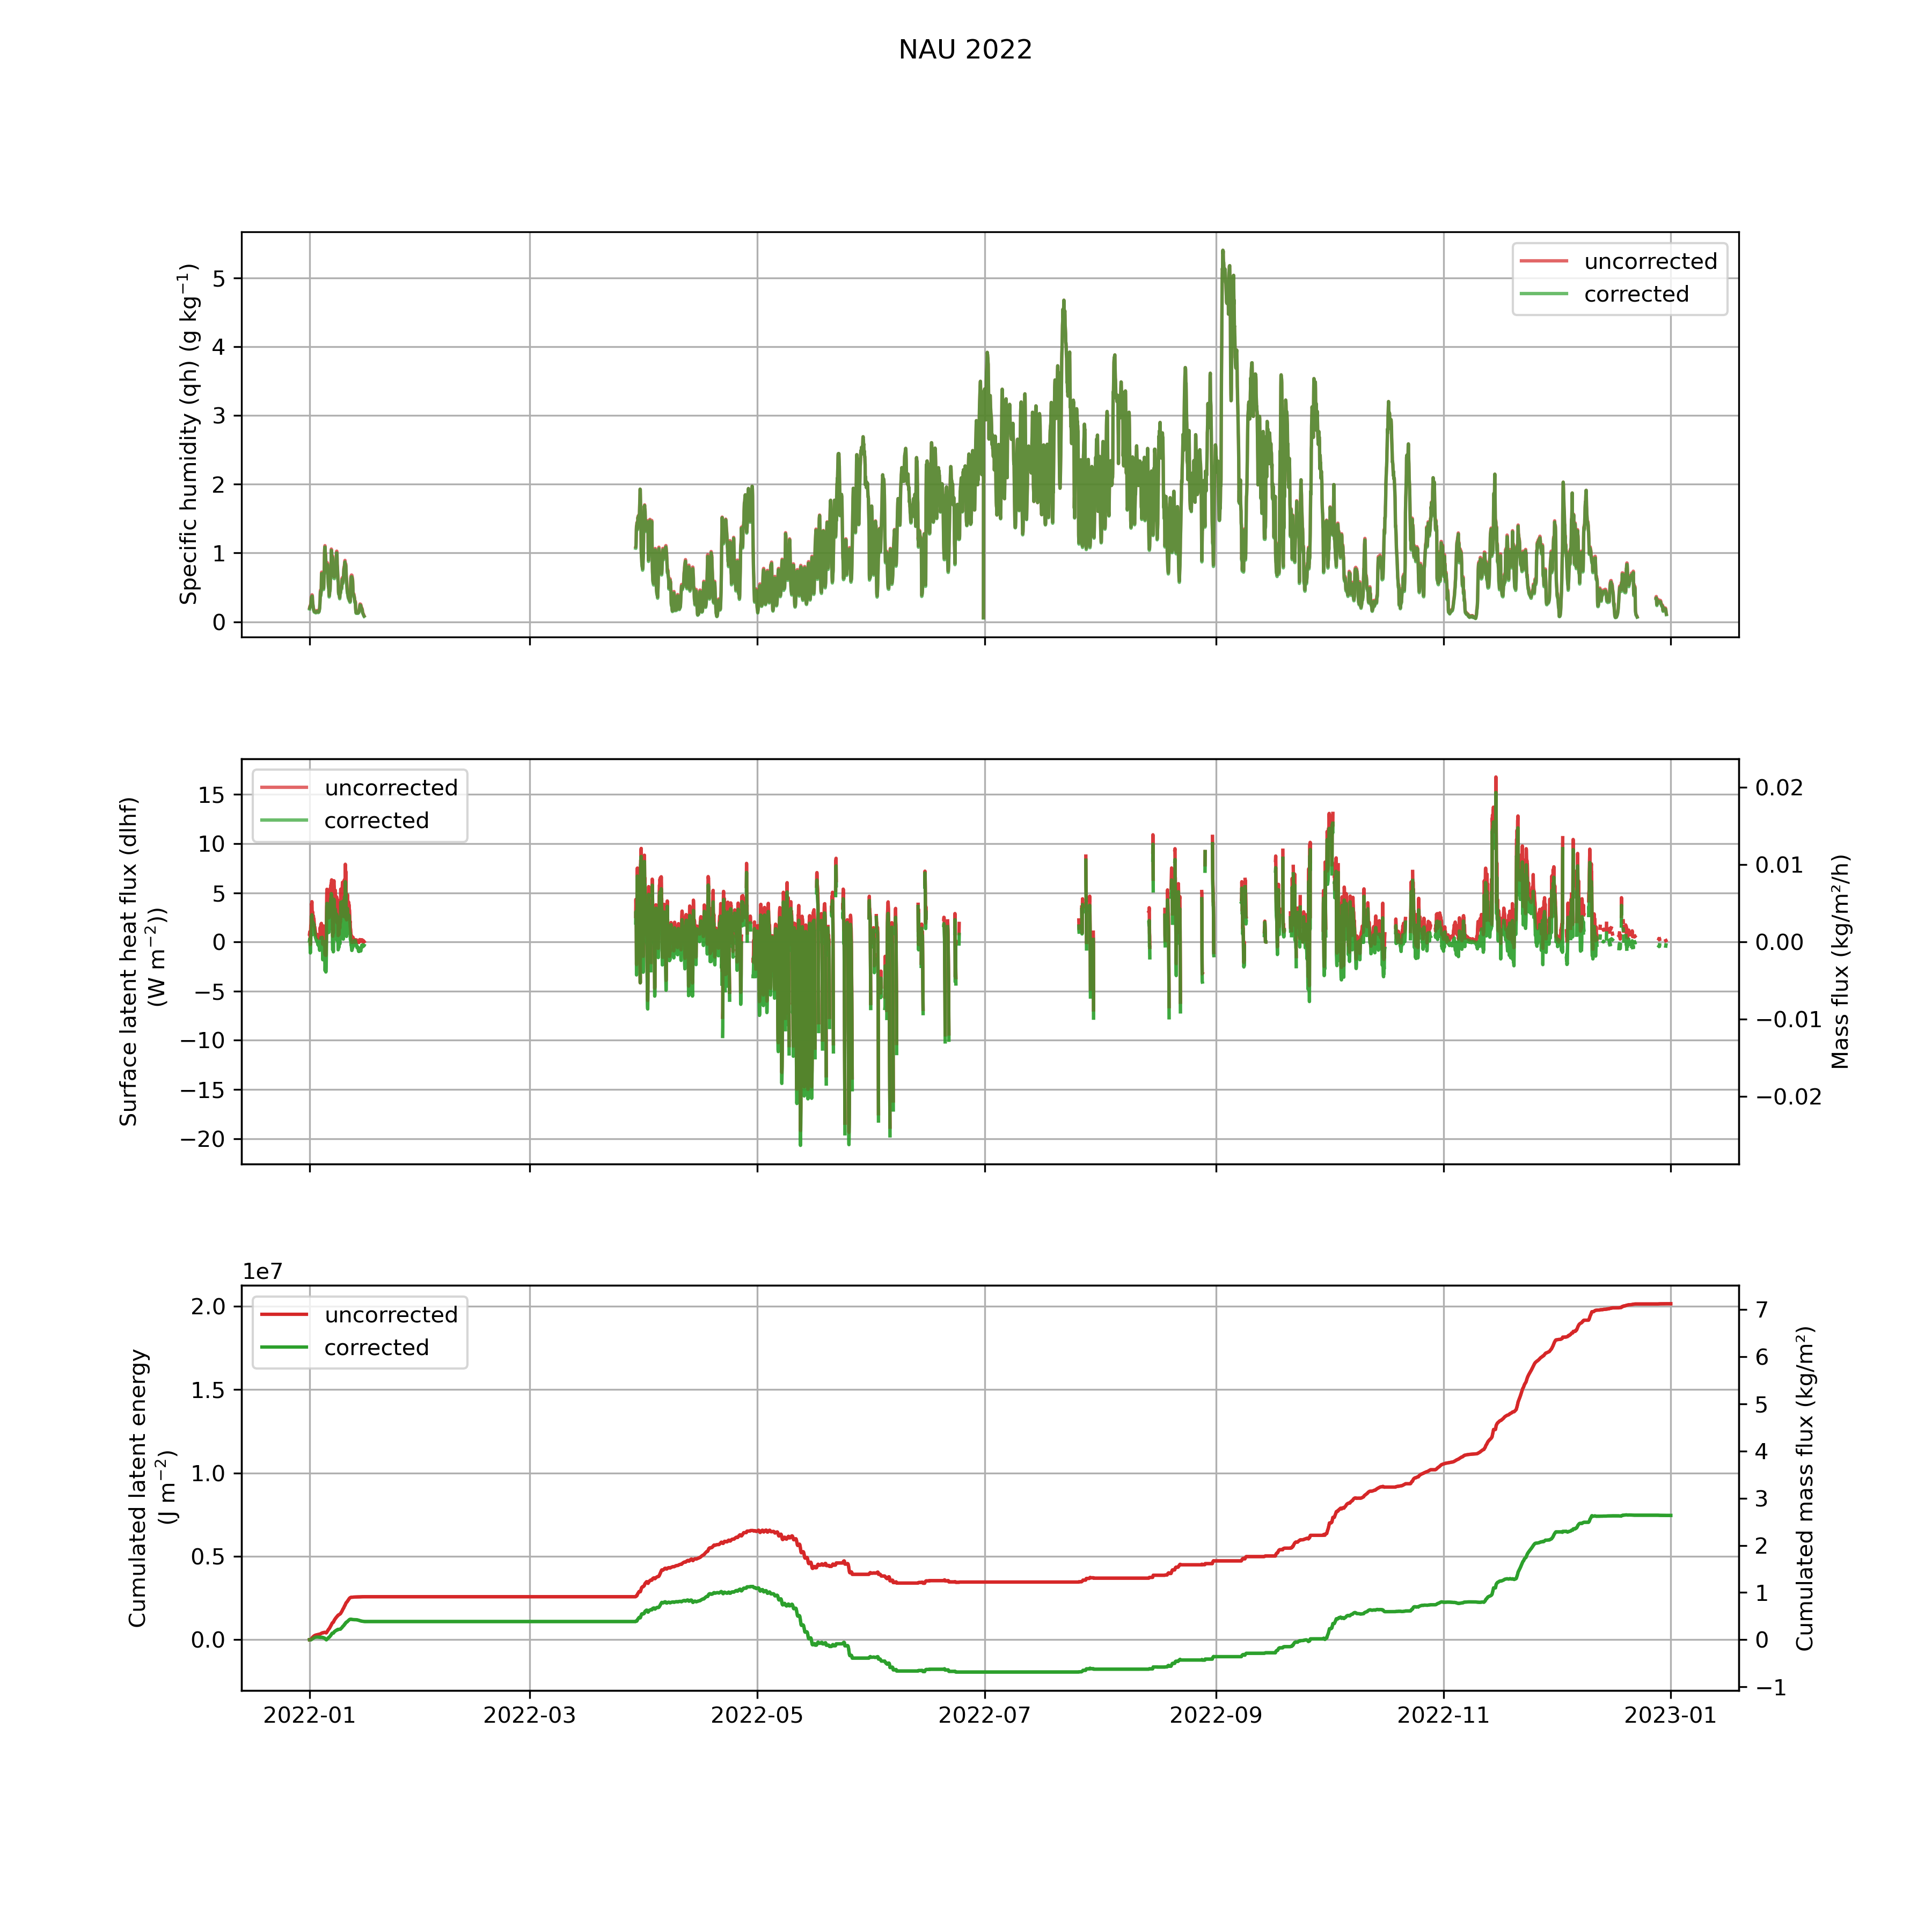 NAU 2022
Specific humidity (qh) (g kg⁻¹)
5
4
3
2
1
0
uncorrected
corrected
Surface latent heat flux (dlhf)
(W m⁻²))
15
10
5
0
−5
−10
−15
−20
uncorrected
corrected
0.02
0.01
0.00
−0.01
−0.02
Mass flux (kg/m²/h)
1e7
Cumulated latent energy
(J m⁻²)
2.0
1.5
1.0
0.5
0.0
uncorrected
corrected
7
6
5
4
3
2
1
0
−1
Cumulated mass flux (kg/m²)
2022-01
2022-03
2022-05
2022-07
2022-09
2022-11
2023-01